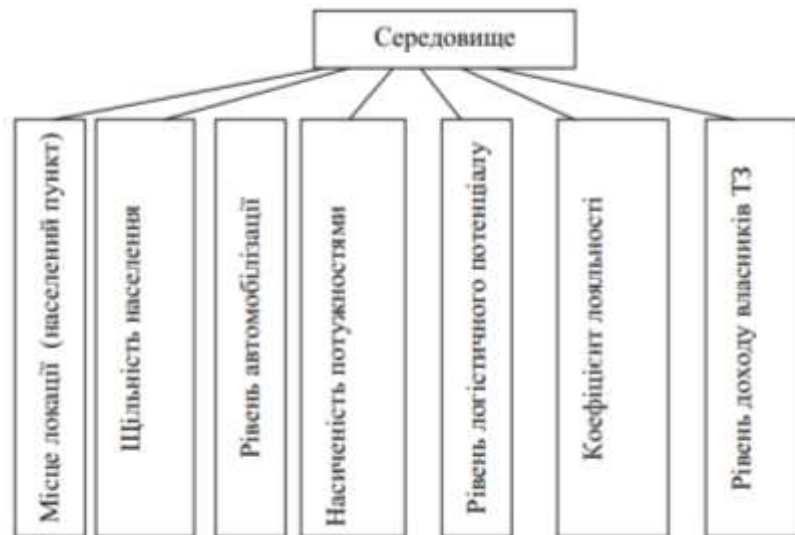 Середовище
Місце локації (населений пункт)
Щільність населення
Рівень автомобілізації
Насиченість потужностями
Рівень логістичного потенціалу
Коефіцієнт лояльності
Рівень доходу власників ТЗ